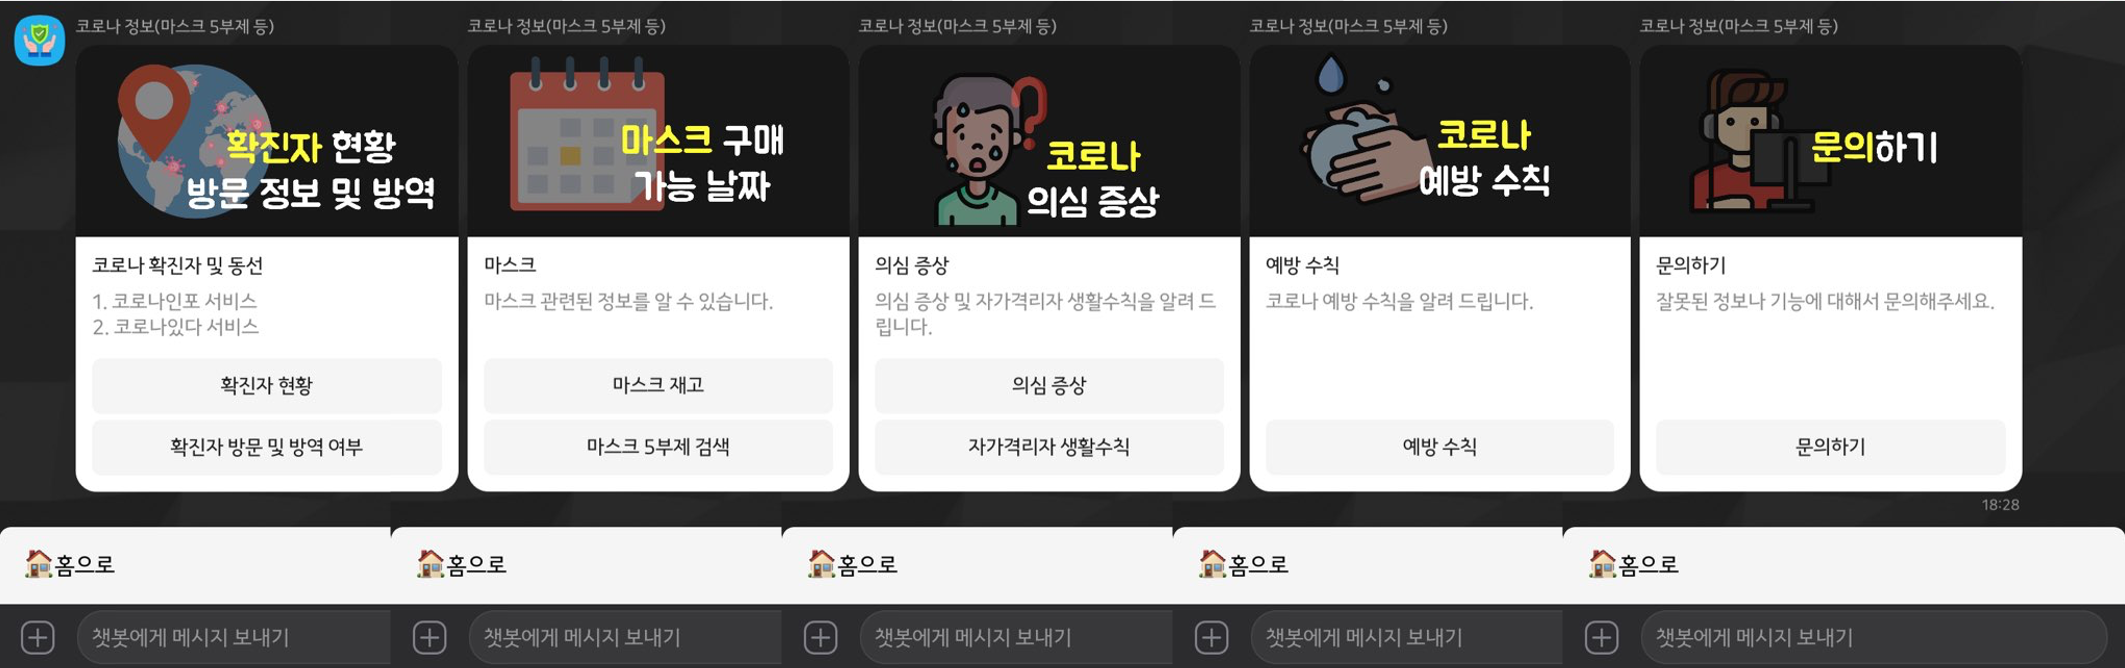 코로나 정보(마스크 5부제 등)
확진자 현황
방문 정보 및 방역
코로나 확진자 및 동선
1. 코로나인포 서비스
2. 코로나있다 서비스
확진자 현황
확진자 방문 및 방역 여부
홈으로
챗봇에게 메시지 보내기
코로나 정보(마스크 5부제 등)
마스크 구매
가능 날짜
마스크
마스크 관련된 정보를 알 수 있습니다.
마스크 재고
마스크 5부제 검색
홈으로
챗봇에게 메시지 보내기
코로나 정보(마스크 5부제 등)
코로나
의심 증상
의심 증상
의심 증상 및 자가격리자 생활수칙을 알려 드
립니다.
의심 증상
자가격리자 생활수칙
홈으로
챗봇에게 메시지 보내기
코로나 정보(마스크 5부제 등)
코로나
예방 수칙
예방 수칙
코로나 예방 수칙을 알려 드립니다.
예방 수칙
홈으로
챗봇에게 메시지 보내기
코로나 정보(마스크 5부제 등)
문의하기
문의하기
잘못된 정보나 기능에 대해서 문의해주세요.
문의하기
18:28
홈으로
챗봇에게 메시지 보내기